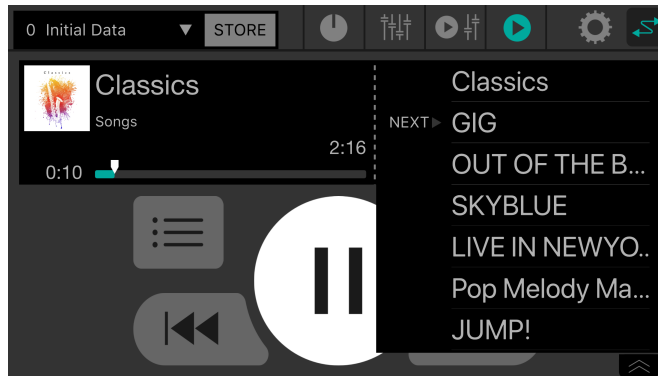 0 Initial Data ▼ STORE
Classics
Songs
2:16
0:10
Classics
NEXT GIG
OUT OF THE B...
SKYBLUE
LIVE IN NEWYO..
Pop Melody Ma...
JUMP!